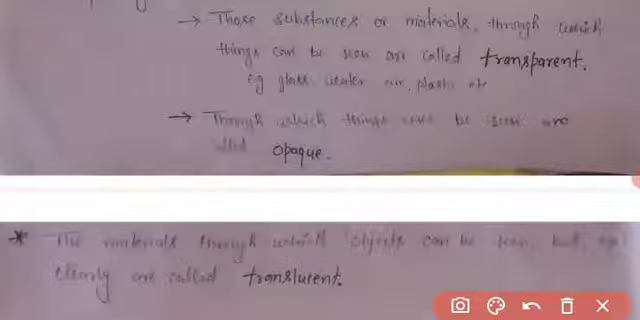 → Those substances or materials, through which
things can be seen are called transparent.
eg glass, water air, plastic etc
→ Through which things can't be seen are
called opaque.
* The materials through which objects can be seen, but not
clearly are called translucent.